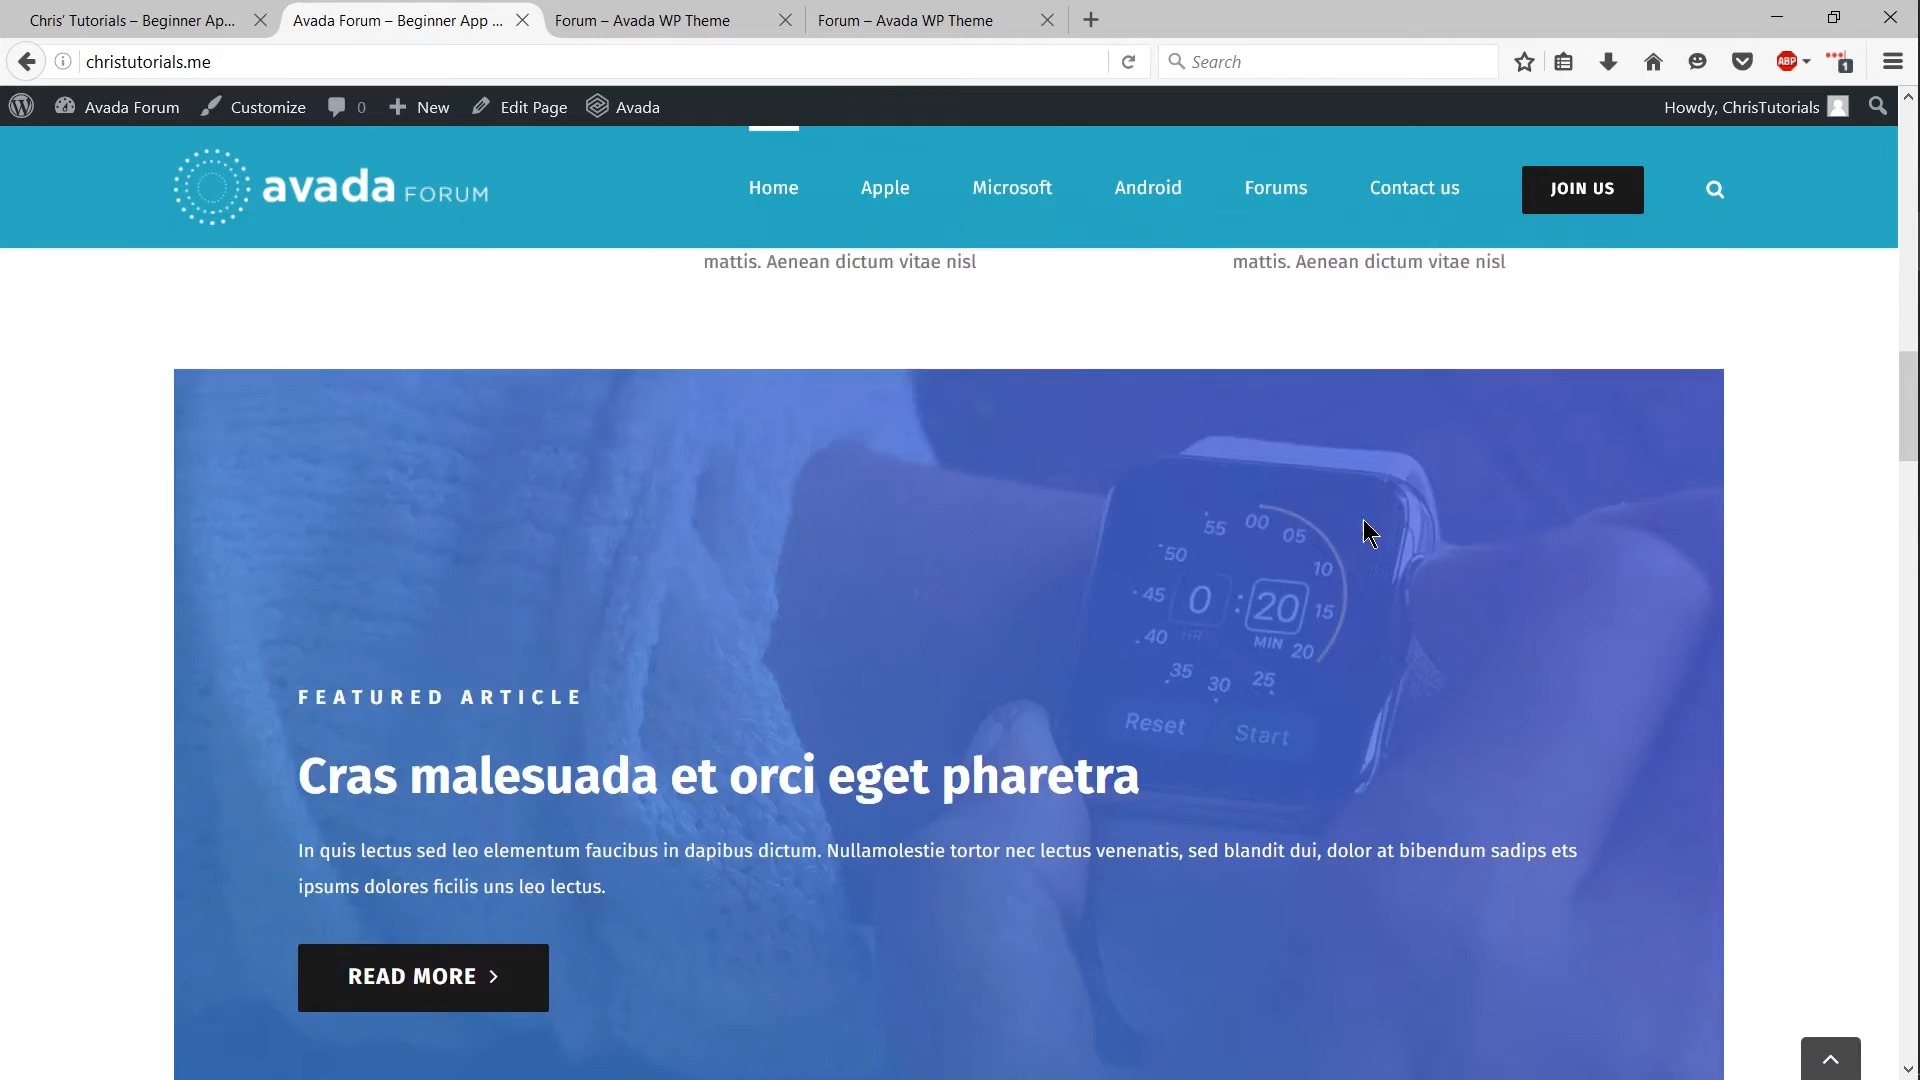 Chris' Tutorials – Beginner Ap...
Avada Forum – Beginner App ...
Forum – Avada WP Theme
Forum – Avada WP Theme
christutorials.me
Search
ABP
1
Avada Forum
Customize
0
New
Edit Page
Avada
Howdy, ChrisTutorials
avada FORUM
Home
Apple
Microsoft
Android
Forums
Contact us
JOIN US
mattis. Aenean dictum vitae nisl
mattis. Aenean dictum vitae nisl
55 00 05
50 10
45 0 : 20 15
40 HR MIN 20
35 30 25
Reset Start
FEATURED ARTICLE
Cras malesuada et orci eget pharetra
In quis lectus sed leo elementum faucibus in dapibus dictum. Nullamolestie tortor nec lectus venenatis, sed blandit dui, dolor at bibendum sadips ets
ipsums dolores ficilis uns leo lectus.
READ MORE